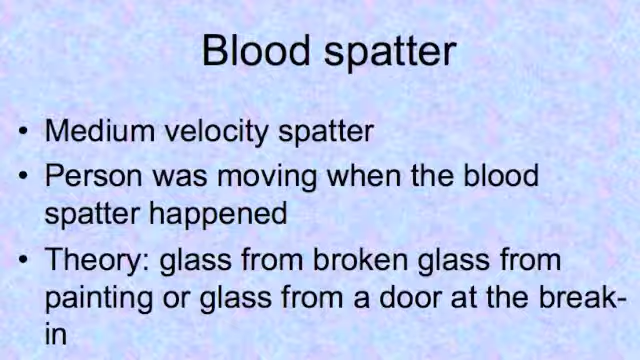 Blood spatter
• Medium velocity spatter
• Person was moving when the blood
spatter happened
• Theory: glass from broken glass from
painting or glass from a door at the break-
in